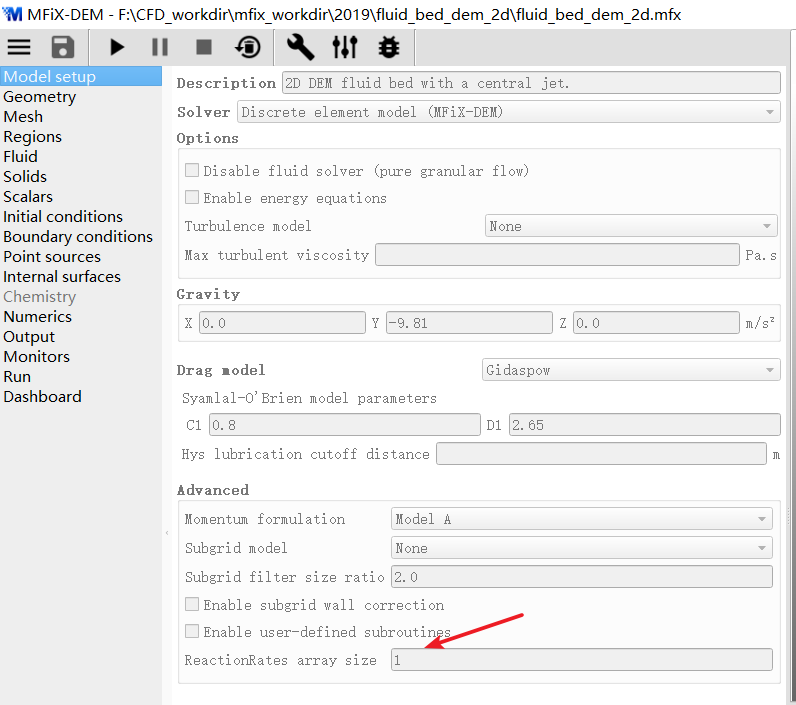 MFiX-DEM - F:\CFD_workdir\mfix_workdir\2019\fluid_bed_dem_2d\fluid_bed_dem_2d.mfx
Model setup
Geometry
Mesh
Regions
Fluid
Solids
Scalars
Initial conditions
Boundary conditions
Point sources
Internal surfaces
Chemistry
Numerics
Output
Monitors
Run
Dashboard
Description 2D DEM fluid bed with a central jet.
Solver Discrete element model (MFiX-DEM)
Options
Disable fluid solver (pure granular flow)
Enable energy equations
Turbulence model None
Max turbulent viscosity Pa.s
Gravity
X 0.0 Y -9.81 Z 0.0 m/s²
Drag model Gidaspow
Syamlal-O'Brien model parameters
C1 0.8 D1 2.65
Hys lubrication cutoff distance m
Advanced
Momentum formulation Model A
Subgrid model None
Subgrid filter size ratio 2.0
Enable subgrid wall correction
Enable user-defined subroutines
ReactionRates array size 1